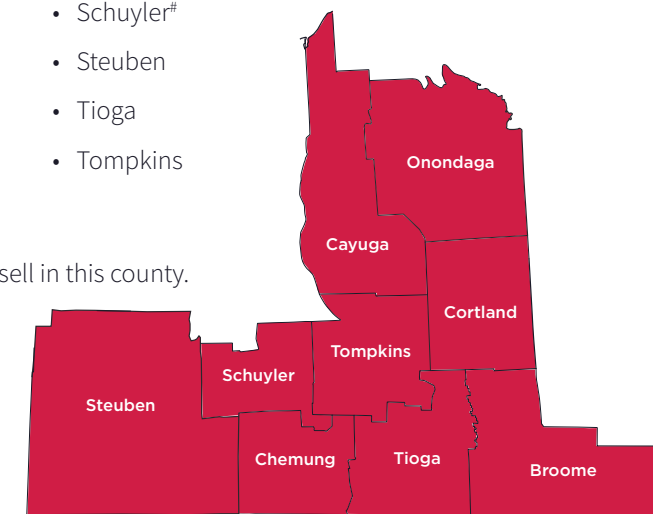 • Schuyler#
• Steuben
• Tioga
• Tompkins
Onondaga
Cayuga
sell in this county.
Cortland
Tompkins
Schuyler
Steuben
Chemung
Tioga
Broome